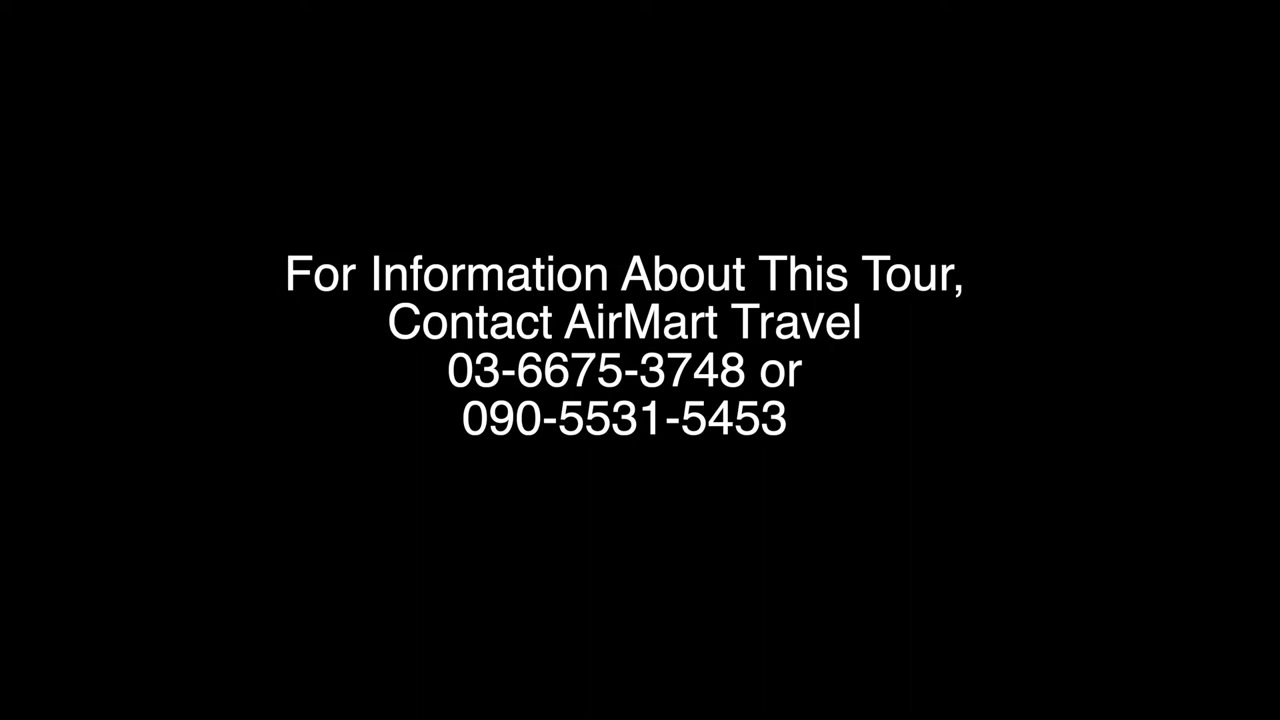 For Information About This Tour,
Contact AirMart Travel
03-6675-3748 or
090-5531-5453